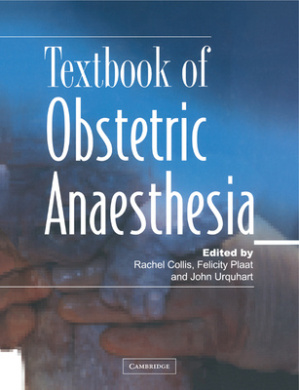 Textbook of
Obstetric
Anaesthesia
Edited by
Rachel Collis, Felicity Plaat
and John Urquhart
CAMBRIDGE